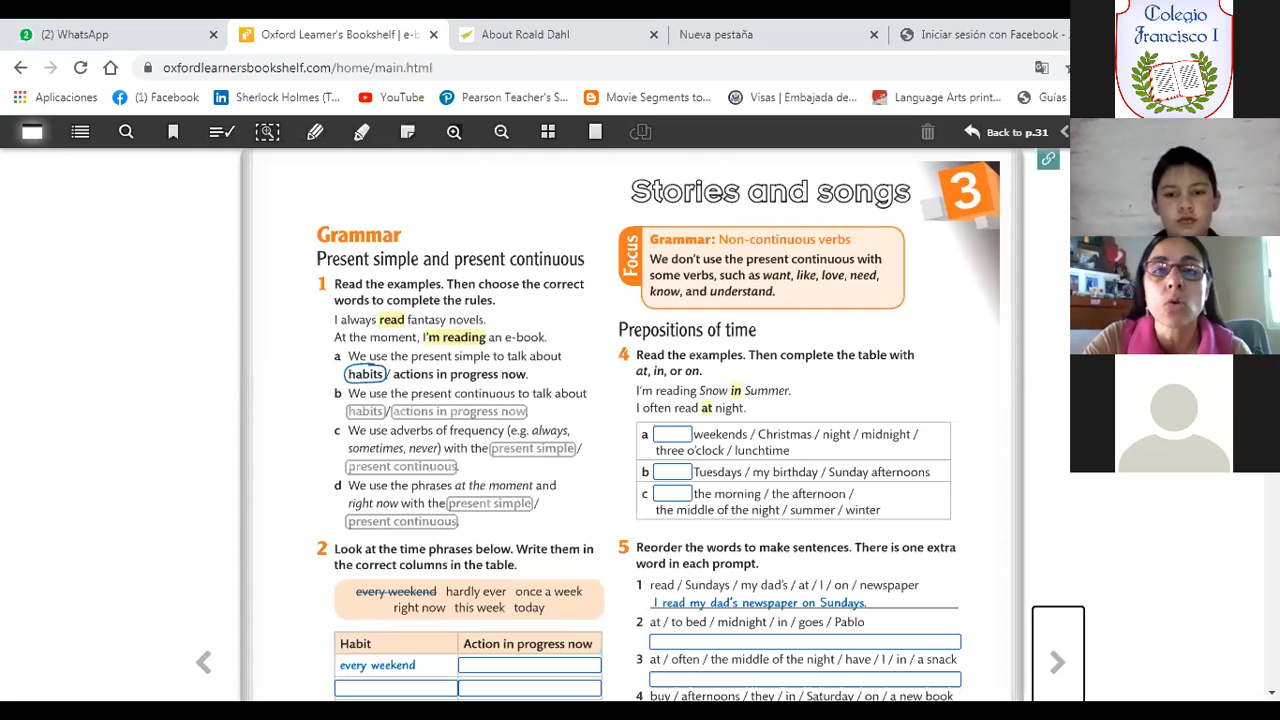 (2) WhatsApp
Oxford Learner's Bookshelf | e-b
About Roald Dahl
Nueva pestaña
Iniciar sesión con Facebook -
oxfordlearnersbookshelf.com/home/main.html
Aplicaciones
(1) Facebook
Sherlock Holmes (T...
YouTube
Pearson Teacher's S...
Movie Segments to...
Visas | Embajada de...
Language Arts print...
Guías
Back to p.31
Colegio
Francisco I
Stories and songs
3
Grammar
Present simple and present continuous
1 Read the examples. Then choose the correct
words to complete the rules.
I always read fantasy novels.
At the moment, I'm reading an e-book.
a We use the present simple to talk about
habits / actions in progress now.
b We use the present continuous to talk about
habits / actions in progress now.
c We use adverbs of frequency (e.g. always,
sometimes, never) with the present simple /
present continuous.
d We use the phrases at the moment and
right now with the present simple /
present continuous.
2 Look at the time phrases below. Write them in
the correct columns in the table.
every weekend hardly ever once a week
right now this week today
Habit
Action in progress now
every weekend
Focus
Grammar: Non-continuous verbs
We don't use the present continuous with
some verbs, such as want, like, love, need,
know, and understand.
Prepositions of time
4 Read the examples. Then complete the table with
at, in, or on.
I'm reading Snow in Summer.
I often read at night.
a weekends / Christmas / night / midnight /
three o'clock / lunchtime
b Tuesdays / my birthday / Sunday afternoons
c the morning / the afternoon /
the middle of the night / summer / winter
5 Reorder the words to make sentences. There is one extra
word in each prompt.
1 read / Sundays / my dad's / at / I / on / newspaper
I read my dad's newspaper on Sundays.
2 at / to bed / midnight / in / goes / Pablo
3 at / often / the middle of the night / have / I / in / a snack
4 buy / afternoons / they / in / Saturday / on / a new book